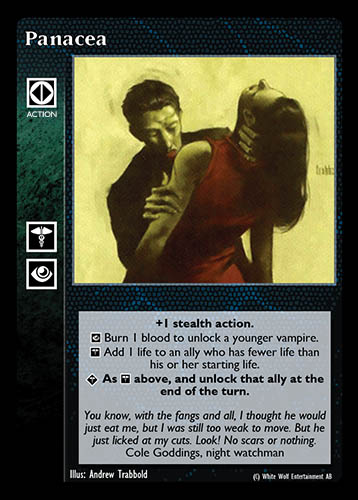 Panacea
ACTION
+1 stealth action.
Burn 1 blood to unlock a younger vampire.
Add 1 life to an ally who has fewer life than
his or her starting life.
As above, and unlock that ally at the
end of the turn.
You know, with the fangs and all, I thought he would
just eat me, but I was still too weak to move. But he
just licked at my cuts. Look! No scars or nothing.
Cole Goddings, night watchman
Illus: Andrew Trabbold
(C) White Wolf Entertainment AB